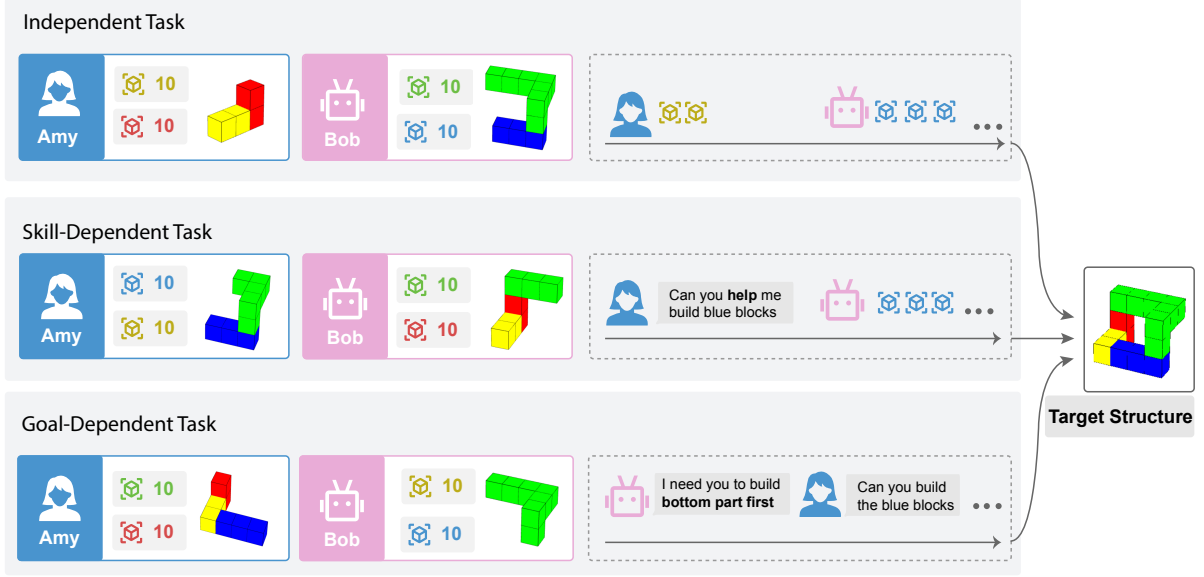 Independent Task
10
10
Amy
10
10
Bob
Skill-Dependent Task
10
10
Amy
10
10
Bob
Can you help me
build blue blocks
Target Structure
Goal-Dependent Task
10
10
Amy
10
10
Bob
I need you to build
bottom part first
Can you build
the blue blocks